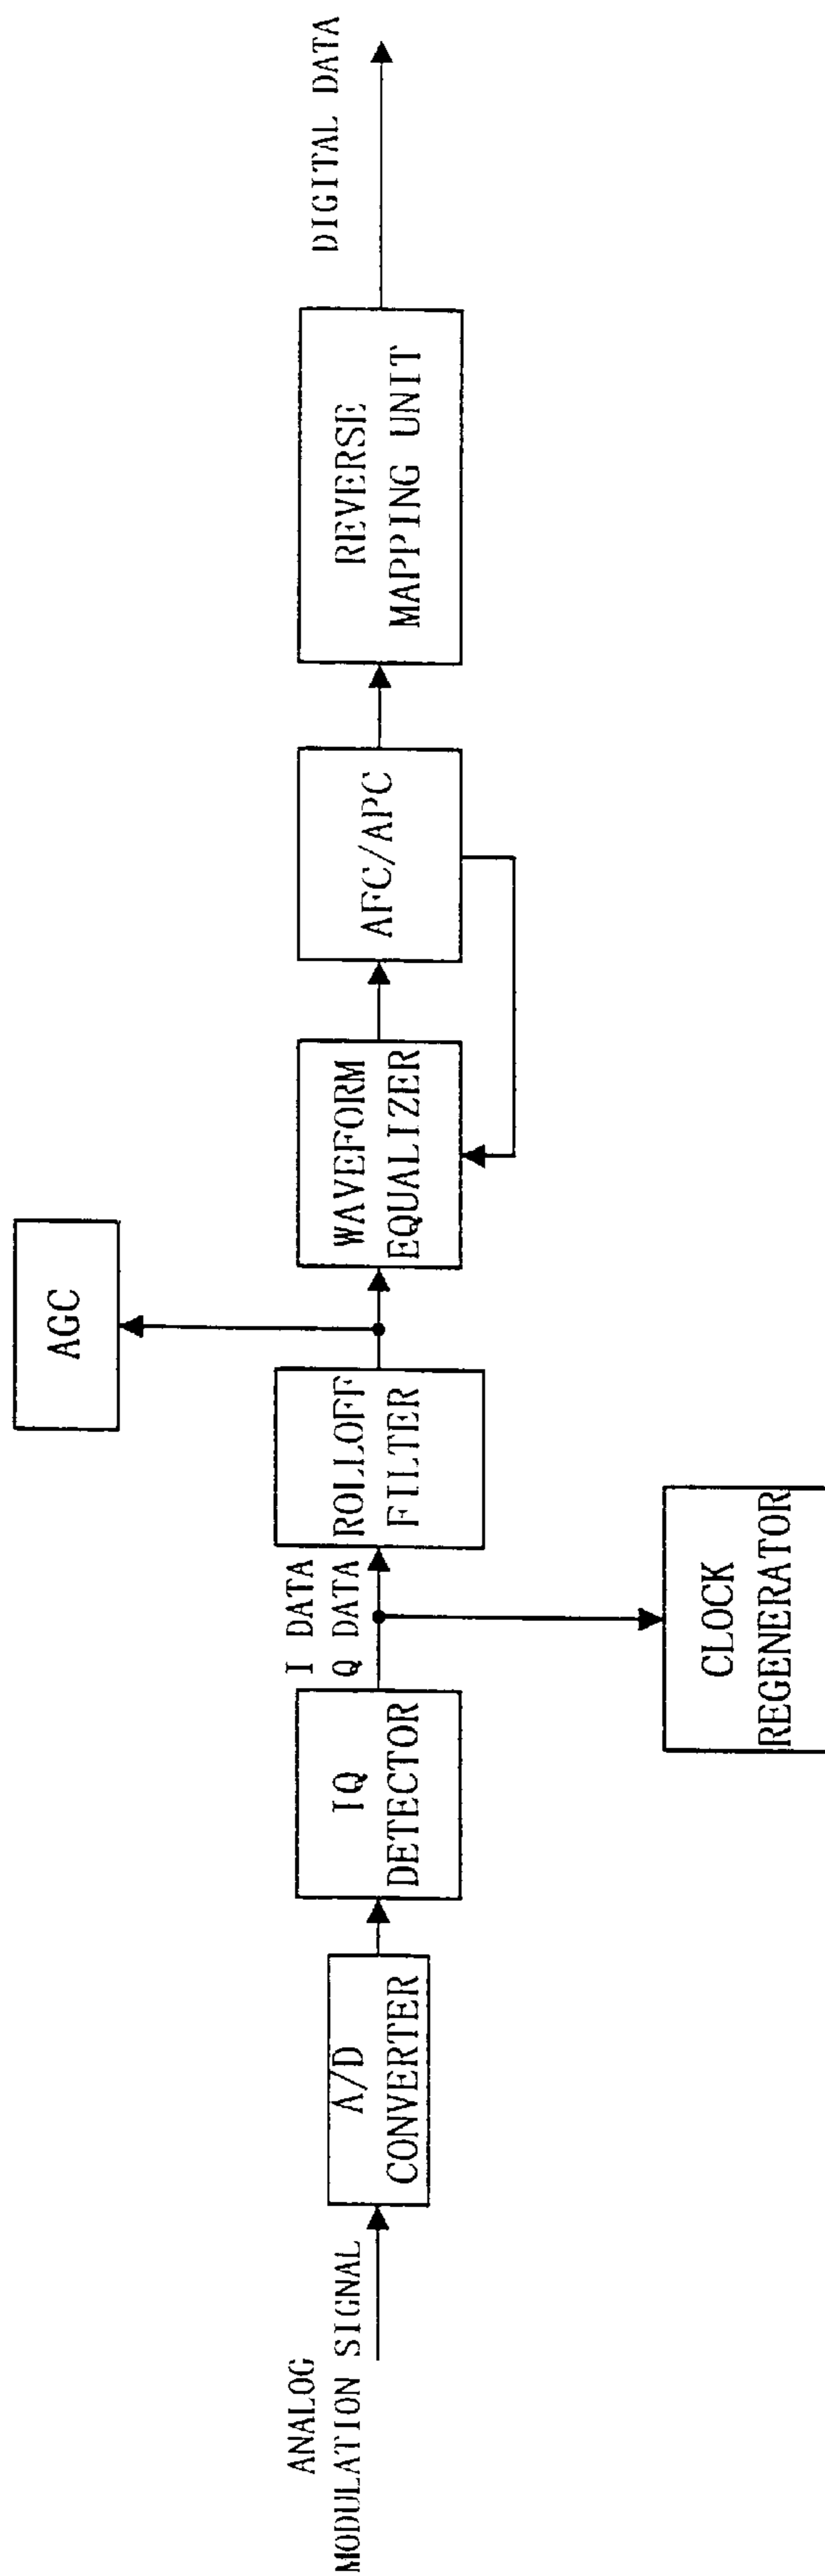 ANALOG
MODULATION SIGNAL
A/D
CONVERTER
IQ
DETECTOR
I DATA
Q DATA
CLOCK
REGENERATOR
ROLLOFF
FILTER
AGC
WAVEFORM
EQUALIZER
AFC/APC
REVERSE
MAPPING UNIT
DIGITAL DATA